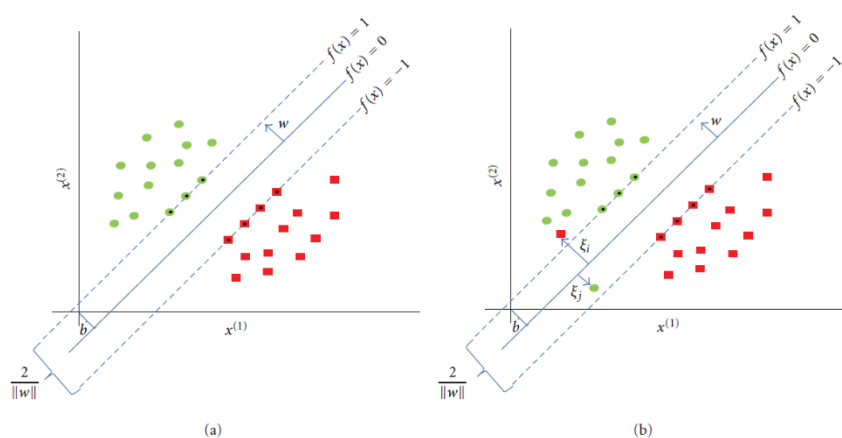 f(x) = 1
f(x) = 0
f(x) = −1
w
x⁽²⁾
b
x⁽¹⁾
2
‖w‖
(a)
f(x) = 1
f(x) = 0
f(x) = −1
w
x⁽²⁾
ξᵢ
ξⱼ
b
x⁽¹⁾
2
‖w‖
(b)